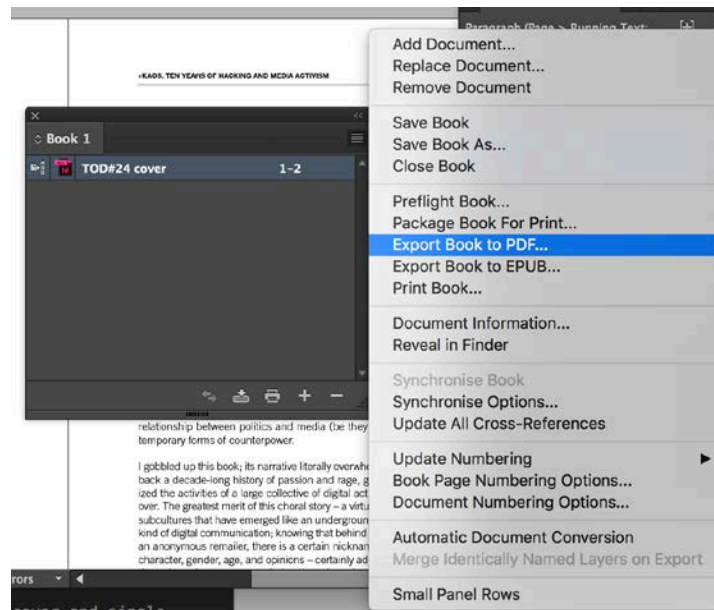 Paragraph (Page > Running Text:
[+]
+KAOS. TEN YEARS OF HACKING AND MEDIA ACTIVISM
Book 1
TOD#24 cover 1-2
relationship between politics and media (be they
temporary forms of counterpower.
I gobbled up this book; its narrative literally overwhe
back a decade-long history of passion and rage, g
ized the activities of a large collective of digital act
over. The greatest merit of this choral story – a virtu
subcultures that have emerged like an undergroun
kind of digital communication; knowing that behind
an anonymous remailer, there is a certain nicknan
character, gender, age, and opinions – certainly ad
rors
Add Document...
Replace Document...
Remove Document
Save Book
Save Book As...
Close Book
Preflight Book...
Package Book For Print...
Export Book to PDF...
Export Book to EPUB...
Print Book...
Document Information...
Reveal in Finder
Synchronise Book
Synchronise Options...
Update All Cross-References
Update Numbering
Book Page Numbering Options...
Document Numbering Options...
Automatic Document Conversion
Merge Identically Named Layers on Export
Small Panel Rows